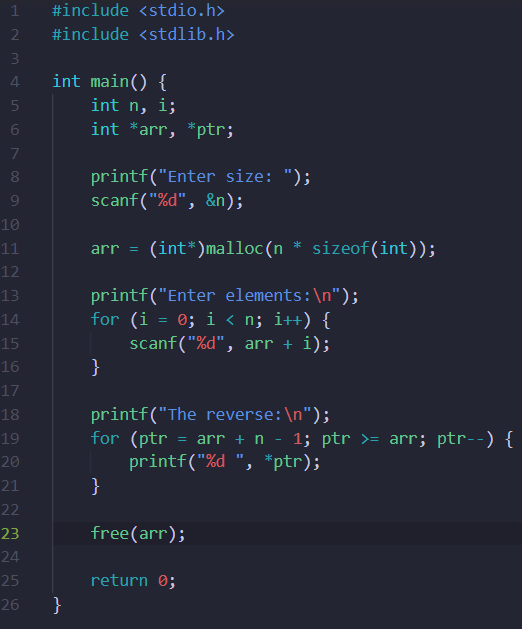 1 #include <stdio.h>
2 #include <stdlib.h>
3
4 int main() {
5     int n, i;
6     int *arr, *ptr;
7
8     printf("Enter size: ");
9     scanf("%d", &n);
10
11     arr = (int*)malloc(n * sizeof(int));
12
13     printf("Enter elements:\n");
14     for (i = 0; i < n; i++) {
15         scanf("%d", arr + i);
16     }
17
18     printf("The reverse:\n");
19     for (ptr = arr + n - 1; ptr >= arr; ptr--) {
20         printf("%d ", *ptr);
21     }
22
23     free(arr);
24
25     return 0;
26 }